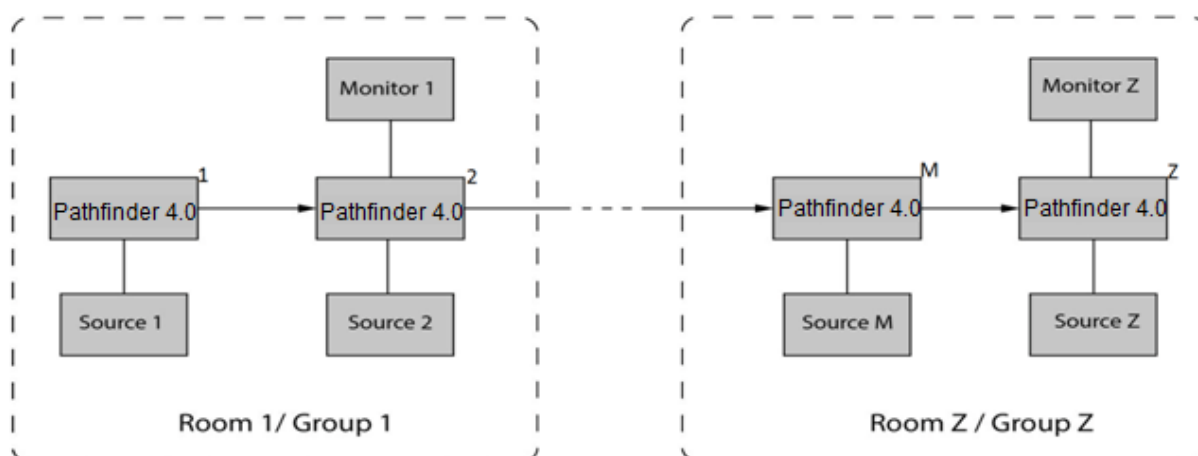 Monitor 1
Monitor Z
1
2
M
Z
Pathfinder 4.0
Pathfinder 4.0
Pathfinder 4.0
Pathfinder 4.0
Source 1
Source 2
Source M
Source Z
Room 1/ Group 1
Room Z / Group Z